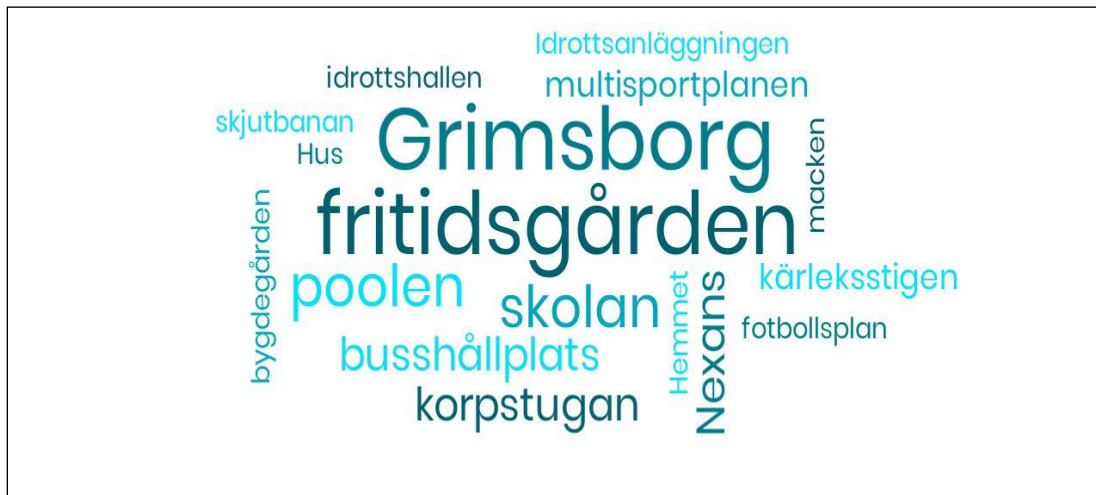 Idrottsanläggningen
idrottshallen
multisportplanen
skjutbanan
Grimsborg
Hus
macken
fritidsgården
bygdegården
poolen
skolan
Hemmet
Nexans
kärleksstigen
fotbollsplan
busshållplats
korpstugan